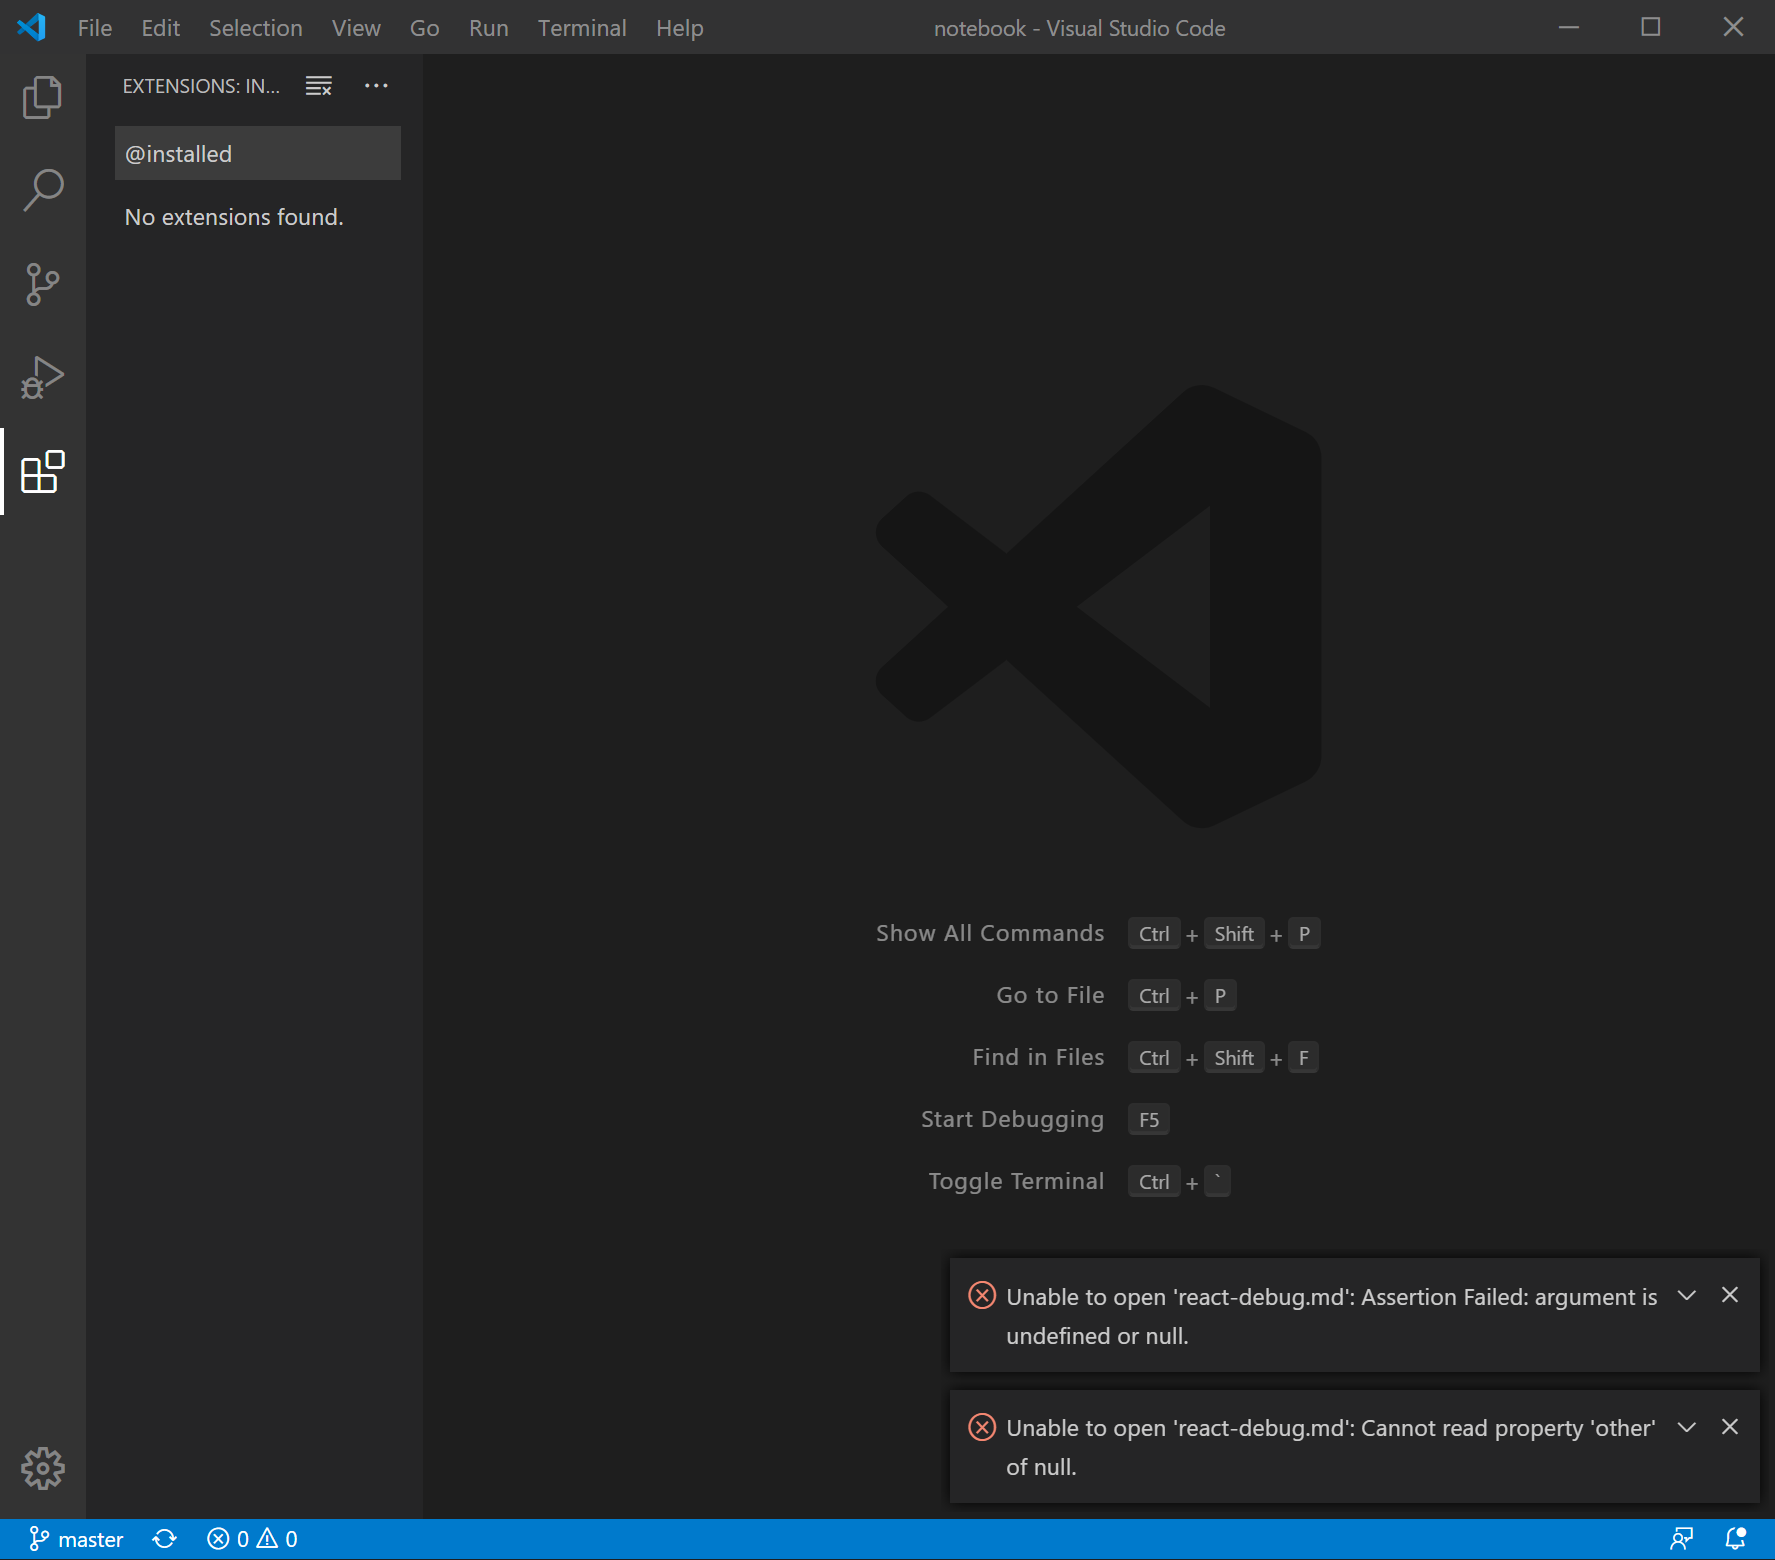 File Edit Selection View Go Run Terminal Help notebook - Visual Studio Code
EXTENSIONS: IN...
@installed
No extensions found.
Show All Commands Ctrl + Shift + P
Go to File Ctrl + P
Find in Files Ctrl + Shift + F
Start Debugging F5
Toggle Terminal Ctrl + `
Unable to open 'react-debug.md': Assertion Failed: argument is
undefined or null.
Unable to open 'react-debug.md': Cannot read property 'other'
of null.
master 0 0